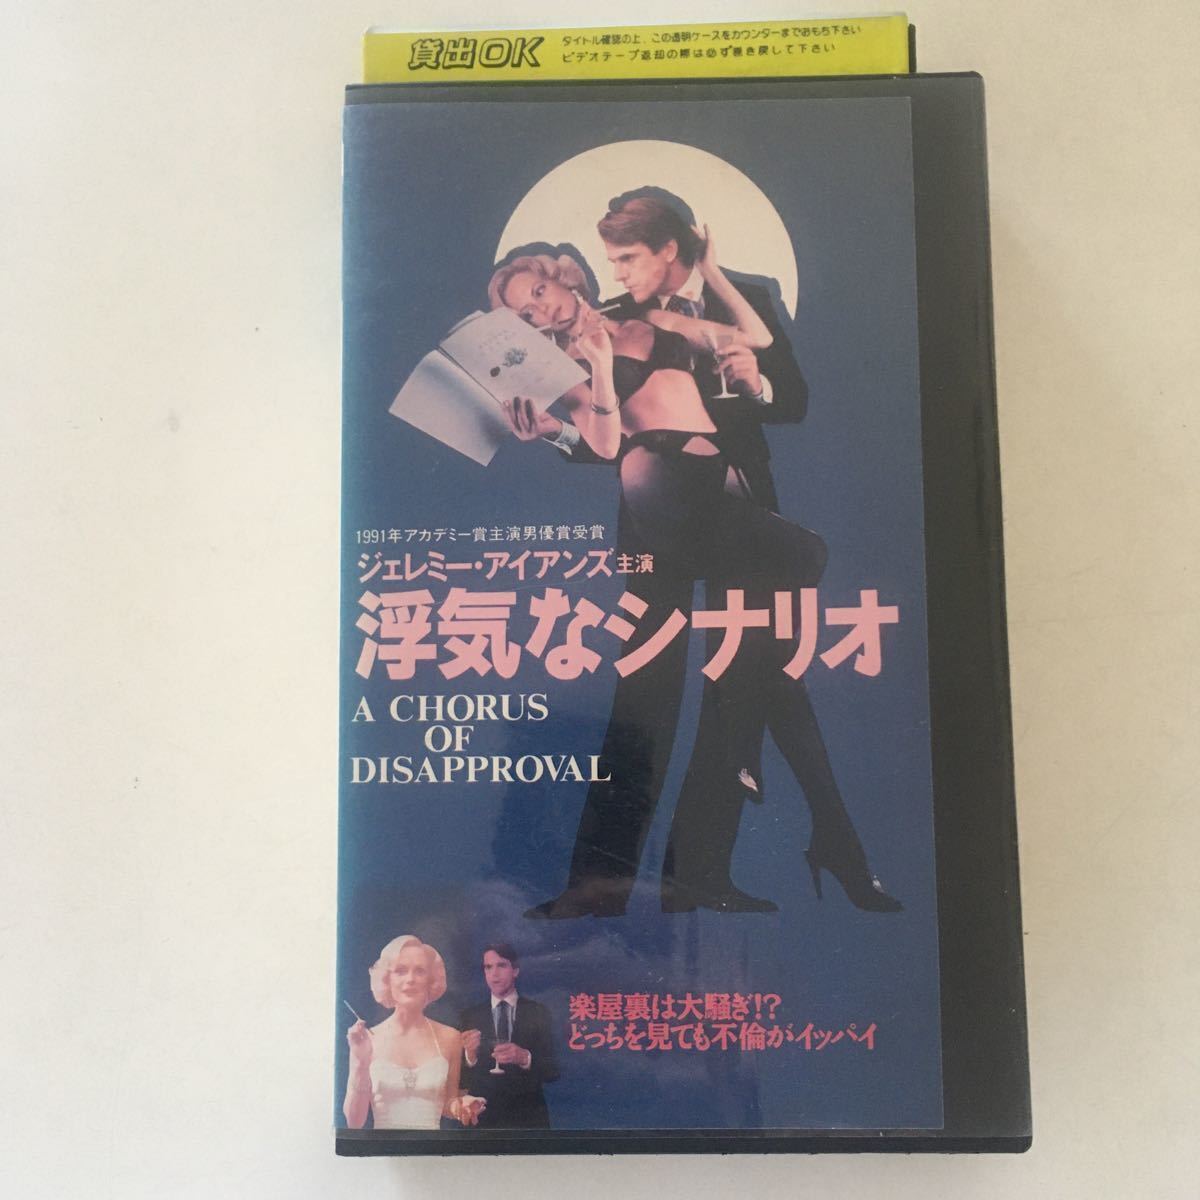 貸出OK
タイトル確認の上、この透明ケースをカウンターまでおもち下さい
ビデオテープ返却の際は必ず巻き戻して下さい
1991年アカデミー賞主演男優賞受賞
ジェレミー・アイアンズ主演
浮気なシナリオ
A CHORUS
OF
DISAPPROVAL
楽屋裏は大騒ぎ!?
どっちを見ても不倫がイッパイ